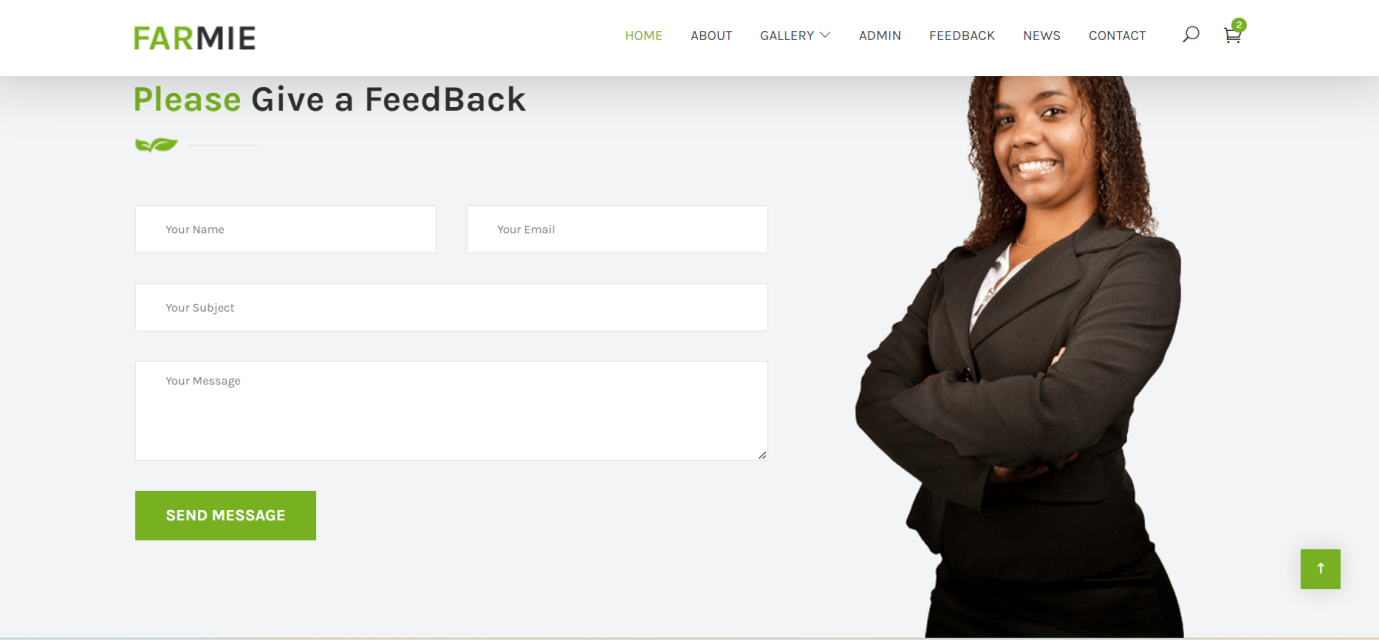 FARMIE
HOME ABOUT GALLERY ADMIN FEEDBACK NEWS CONTACT 2
Please Give a FeedBack
Your Name Your Email
Your Subject
Your Message
SEND MESSAGE